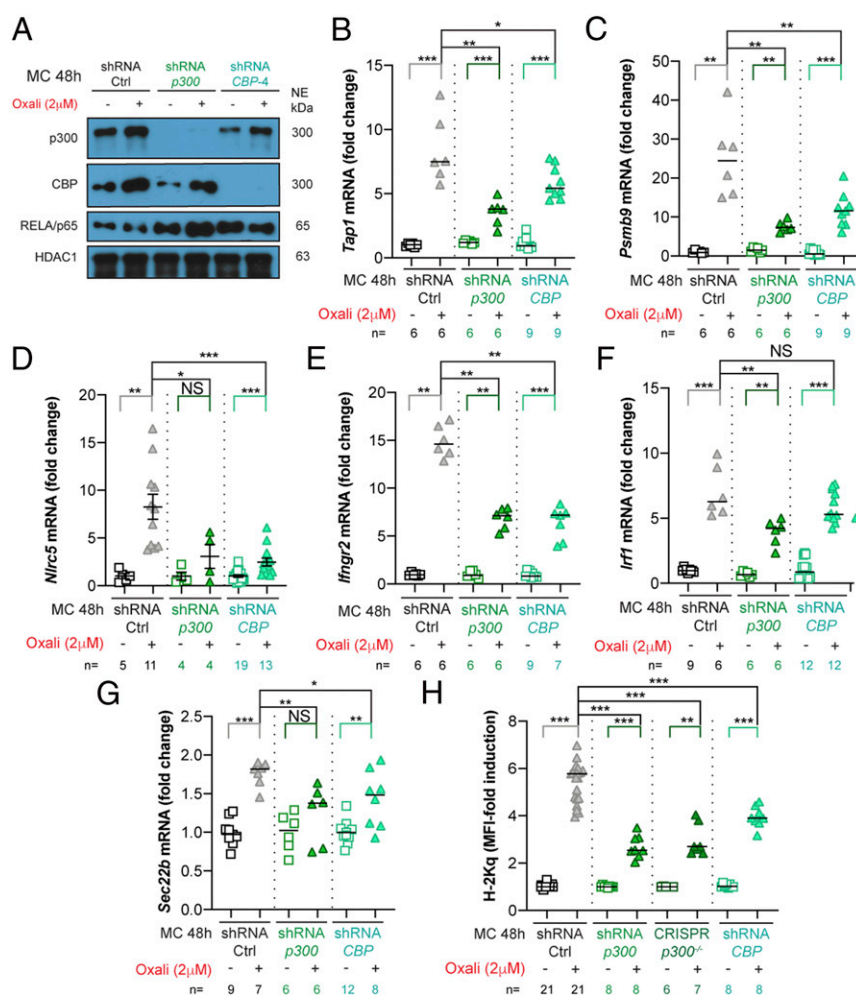 A
MC 48h
shRNA Ctrl
shRNA p300
shRNA CBP-4
NE
kDa
Oxali (2μM)
- + - + - +
p300 300
CBP 300
RELA/p65 65
HDAC1 63
B
*
**
*** *** ***
Tap1 mRNA (fold change)
15
10
5
0
MC 48h
shRNA Ctrl
shRNA p300
shRNA CBP
Oxali (2μM)
- + - + - +
n= 6 6 6 6 9 9
C
**
**
** ** ***
Psmb9 mRNA (fold change)
50
40
30
20
10
0
MC 48h
shRNA Ctrl
shRNA p300
shRNA CBP
Oxali (2μM)
- + - + - +
n= 6 6 6 6 9 9
D
***
*
** NS ***
Nlrc5 mRNA (fold change)
20
15
10
5
0
MC 48h
shRNA Ctrl
shRNA p300
shRNA CBP
Oxali (2μM)
- + - + - +
n= 5 11 4 4 19 13
E
**
**
** ** ***
Ifngr2 mRNA (fold change)
20
15
10
5
0
MC 48h
shRNA Ctrl
shRNA p300
shRNA CBP
Oxali (2μM)
- + - + - +
n= 6 6 6 6 9 7
F
NS
**
*** ** ***
Irf1 mRNA (fold change)
15
10
5
0
MC 48h
shRNA Ctrl
shRNA p300
shRNA CBP
Oxali (2μM)
- + - + - +
n= 9 6 6 6 12 12
G
*
**
*** NS **
Sec22b mRNA (fold change)
2.5
2.0
1.5
1.0
0.5
0.0
MC 48h
shRNA Ctrl
shRNA p300
shRNA CBP
Oxali (2μM)
- + - + - +
n= 9 7 6 6 12 8
H
***
***
***
*** *** ** ***
H-2Kq (MFI-fold induction)
8
6
4
2
0
MC 48h
shRNA Ctrl
shRNA p300
CRISPR p300-/-
shRNA CBP
Oxali (2μM)
- + - + - + - +
n= 21 21 8 8 6 7 8 8